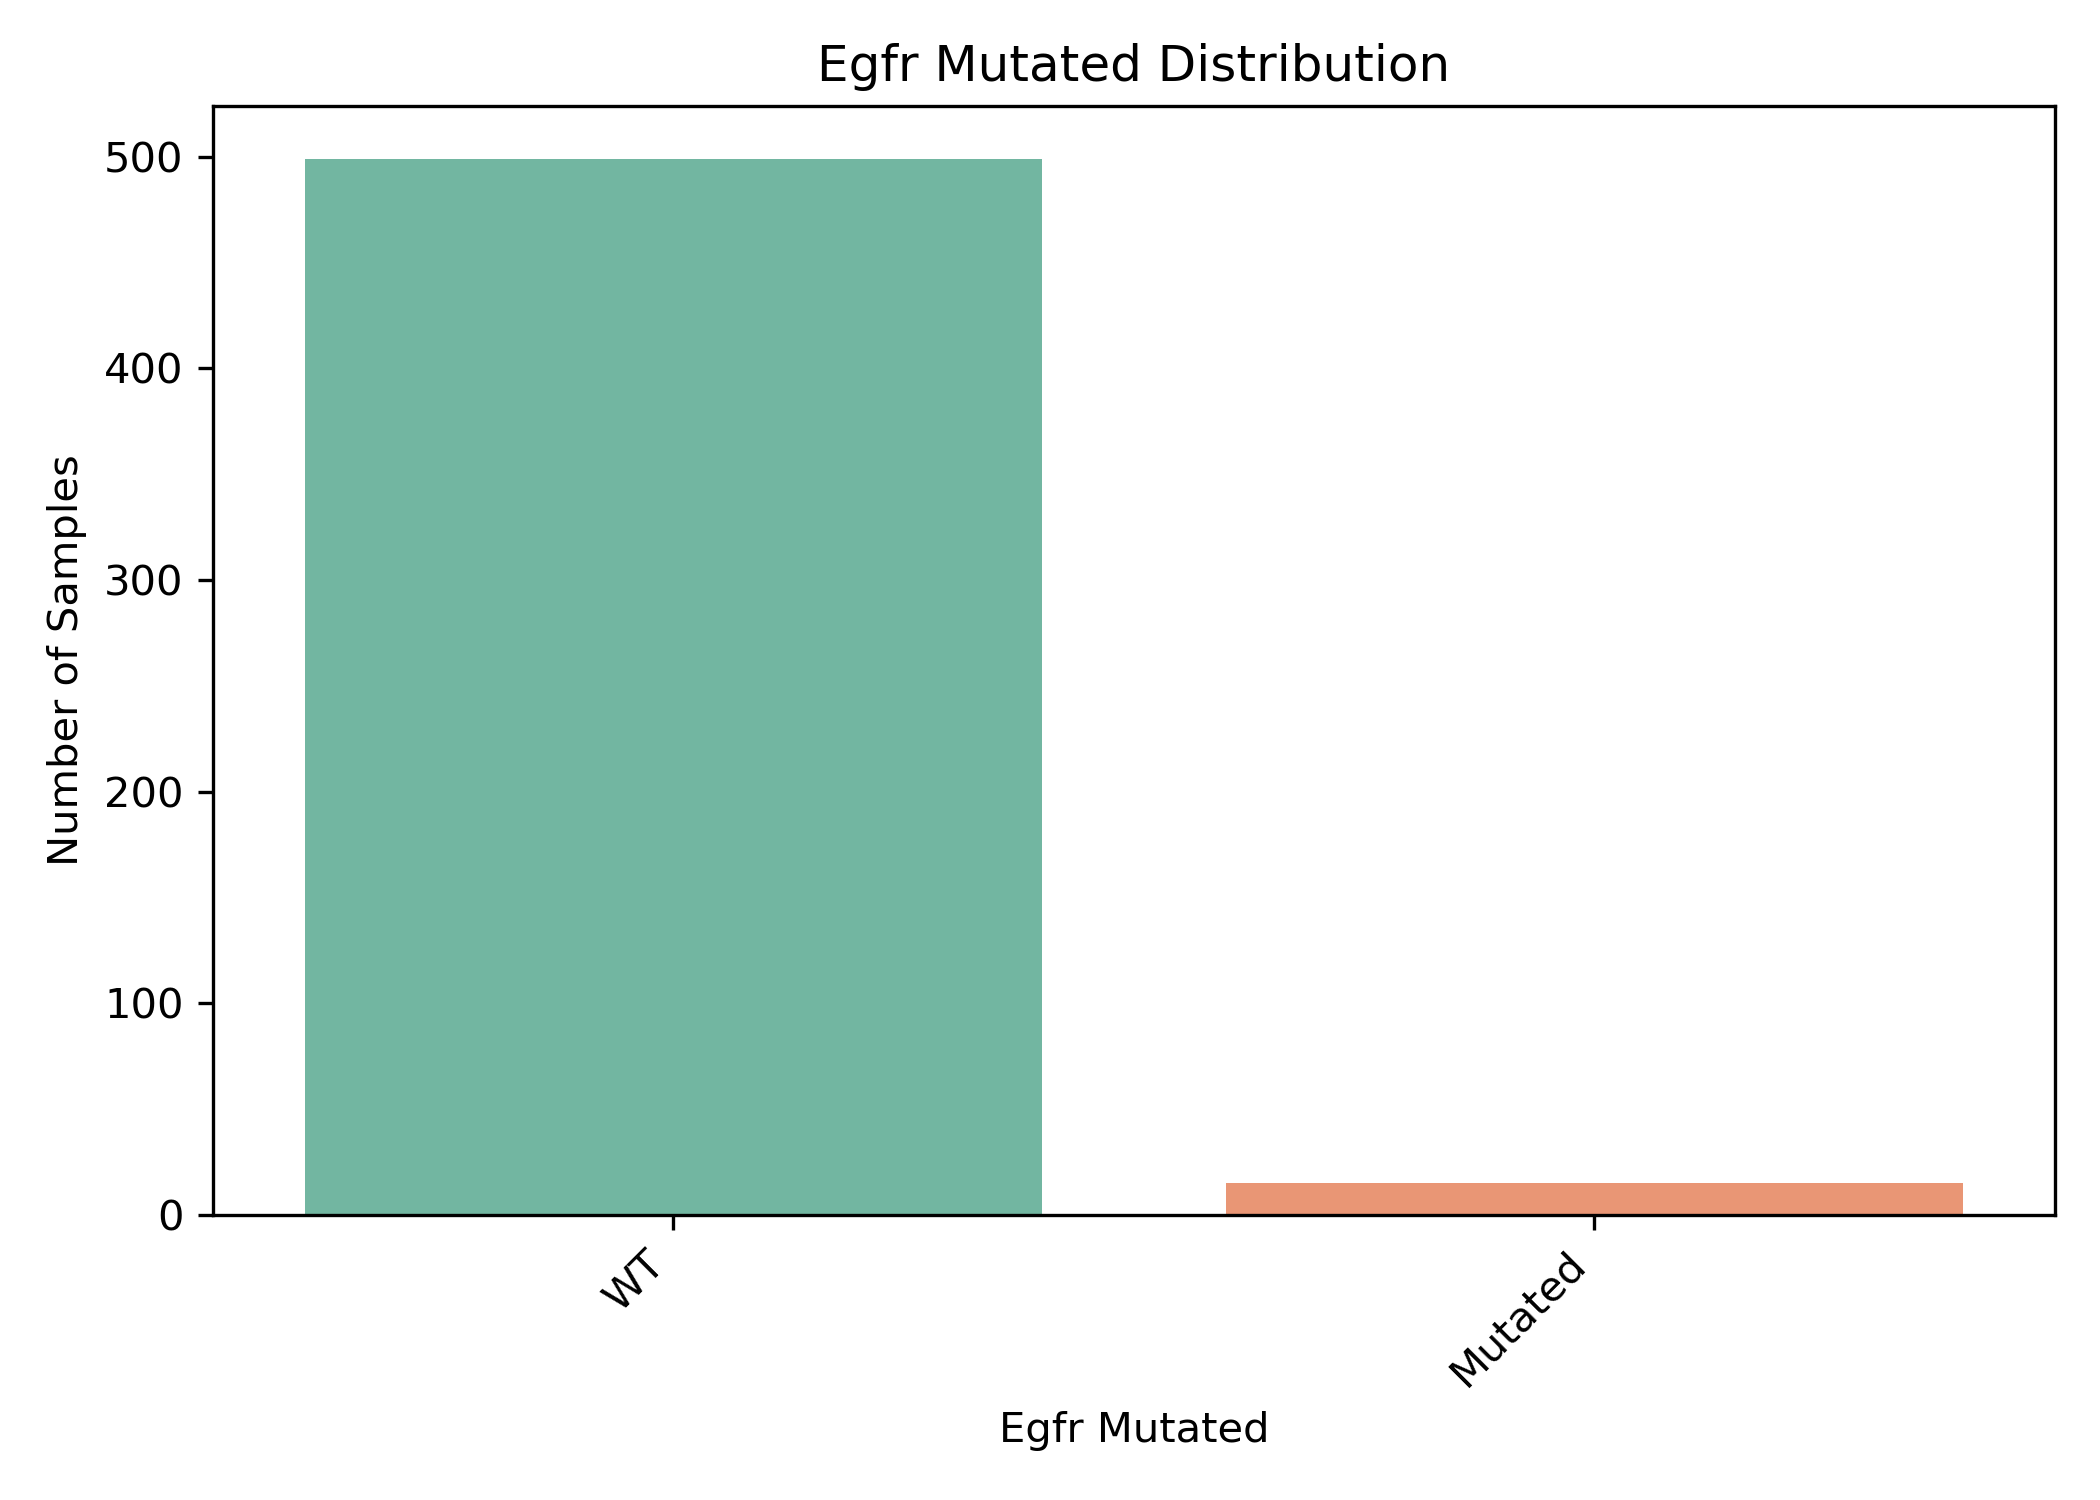 Egfr Mutated Distribution
Number of Samples
500
400
300
200
100
0
WT
Mutated
Egfr Mutated